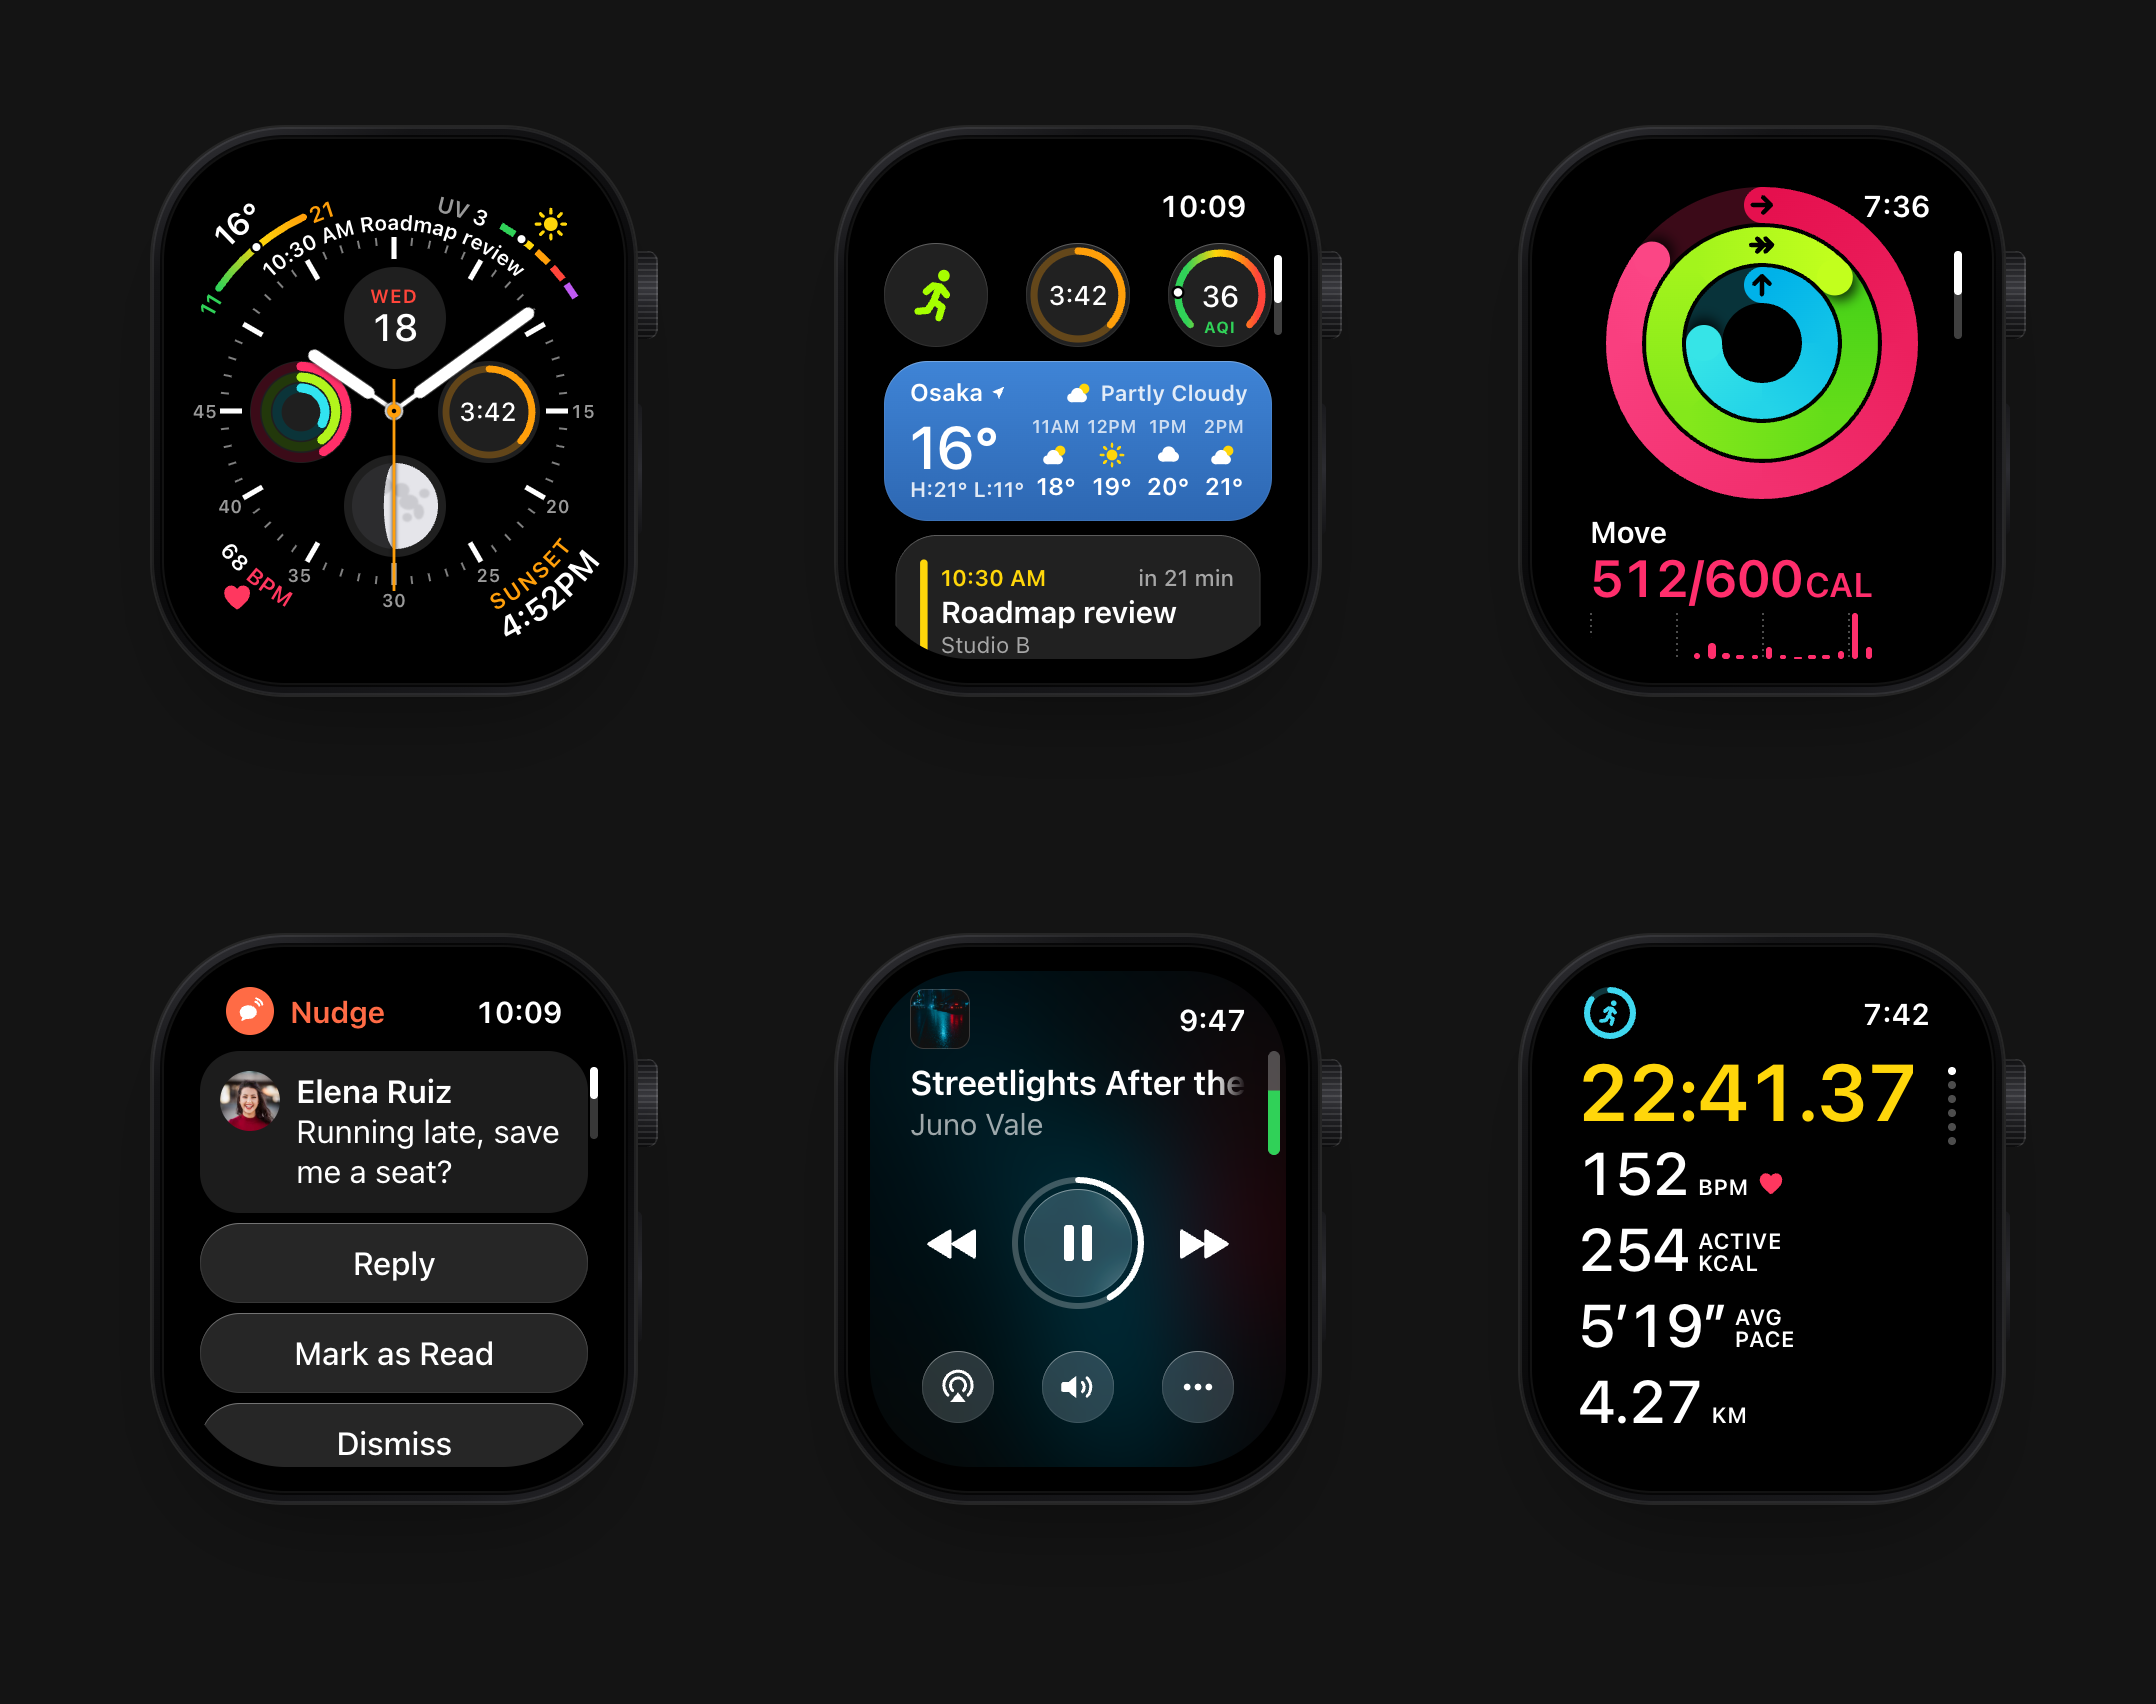 16°
11
21
10:30 AM Roadmap review
UV 3
WED
18
3:42
45
15
40
20
35
25
30
68 BPM
SUNSET
4:52PM
10:09
3:42
36
AQI
Osaka
Partly Cloudy
16°
H:21° L:11°
11AM 12PM 1PM 2PM
18° 19° 20° 21°
10:30 AM
in 21 min
Roadmap review
Studio B
7:36
Move
512/600CAL
Nudge
10:09
Elena Ruiz
Running late, save
me a seat?
Reply
Mark as Read
Dismiss
9:47
Streetlights After the
Juno Vale
7:42
22:41.37
152 BPM
254 ACTIVE
KCAL
5'19" AVG
PACE
4.27 KM